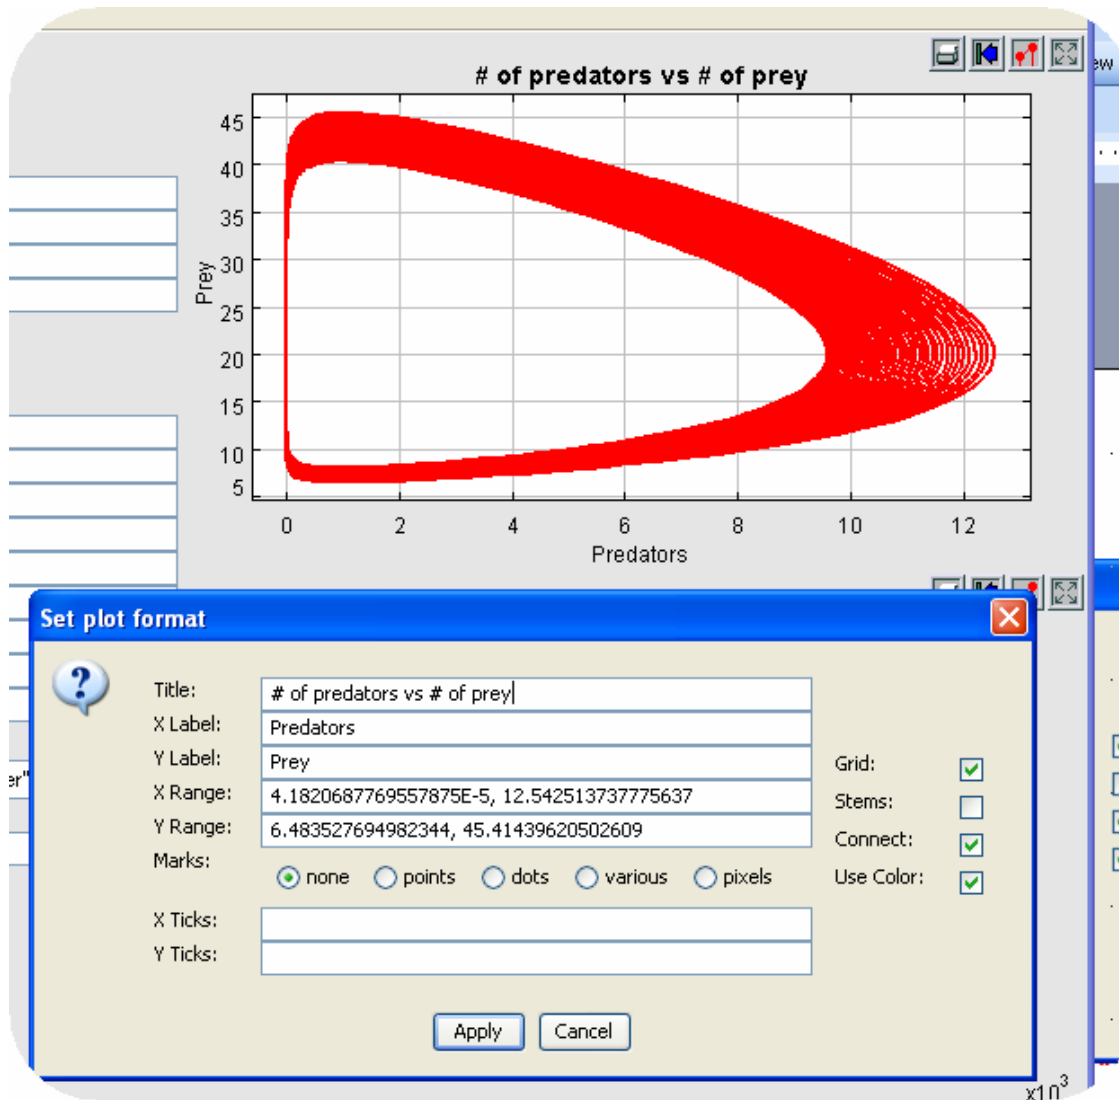 # of predators vs # of prey
ew
45
40
35
30
25
20
15
10
5
Prey
0 2 4 6 8 10 12
Predators
Set plot format
Title: # of predators vs # of prey
X Label: Predators
Y Label: Prey
X Range: 4.1820687769557875E-5, 12.542513737775637
Y Range: 6.483527694982344, 45.41439620502609
Marks: none points dots various pixels
X Ticks:
Y Ticks:
Grid:
Stems:
Connect:
Use Color:
Apply Cancel
er"
x10³